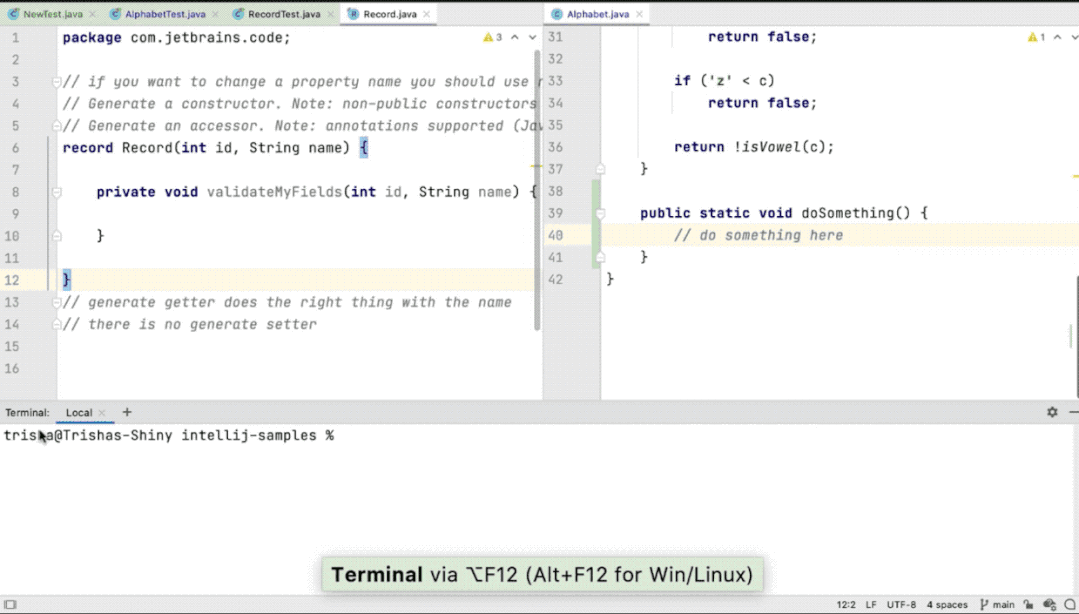 NewTest.java
AlphabetTest.java
RecordTest.java
Record.java
1 package com.jetbrains.code;
3
2
3 // if you want to change a property name you should use
4 // Generate a constructor. Note: non-public constructors
5 // Generate an accessor. Note: annotations supported (Jav
6 record Record(int id, String name) {
7
8 private void validateMyFields(int id, String name) {
9
10 }
11
12 }
13 // generate getter does the right thing with the name
14 // there is no generate setter
15
16
Alphabet.java
31 return false;
1
32
33 if ('z' < c)
34 return false;
35
36 return !isVowel(c);
37 }
38
39 public static void doSomething() {
40 // do something here
41 }
42 }
Terminal: Local +
trisha@Trishas-Shiny intellij-samples %
Terminal via ⌥F12 (Alt+F12 for Win/Linux)
12:2 LF UTF-8 4 spaces main